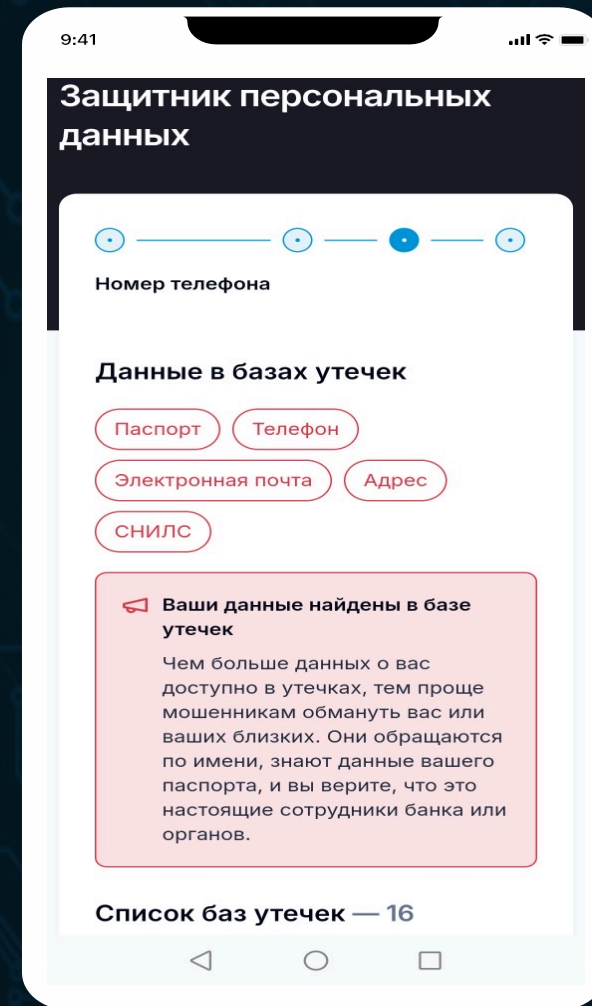 9:41
Защитник персональных
данных
Номер телефона
Данные в базах утечек
Паспорт Телефон
Электронная почта Адрес
СНИЛС
Ваши данные найдены в базе
утечек
Чем больше данных о вас
доступно в утечках, тем проще
мошенникам обмануть вас или
ваших близких. Они обращаются
по имени, знают данные вашего
паспорта, и вы верите, что это
настоящие сотрудники банка или
органов.
Список баз утечек — 16